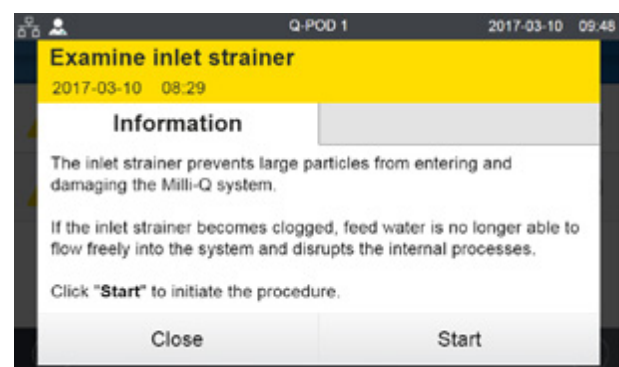 Q-POD 1 2017-03-10 09:48
Examine inlet strainer
2017-03-10 08:29
Information
The inlet strainer prevents large particles from entering and
damaging the Milli-Q system.
If the inlet strainer becomes clogged, feed water is no longer able to
flow freely into the system and disrupts the internal processes.
Click "Start" to initiate the procedure.
Close Start